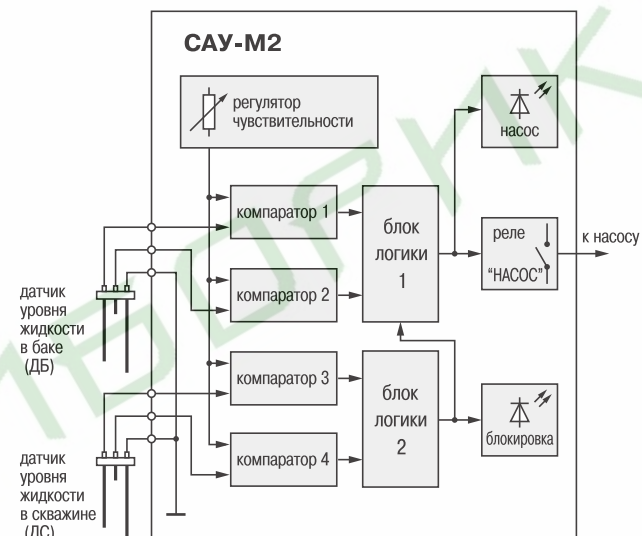 САУ-М2
регулятор
чувствительности
насос
компаратор 1
блок
логики
1
реле
"НАСОС"
к насосу
компаратор 2
датчик
уровня
жидкости
в баке
(ДБ)
компаратор 3
блок
логики
2
блокировка
компаратор 4
датчик
уровня
жидкости
в скважине
(ДС)